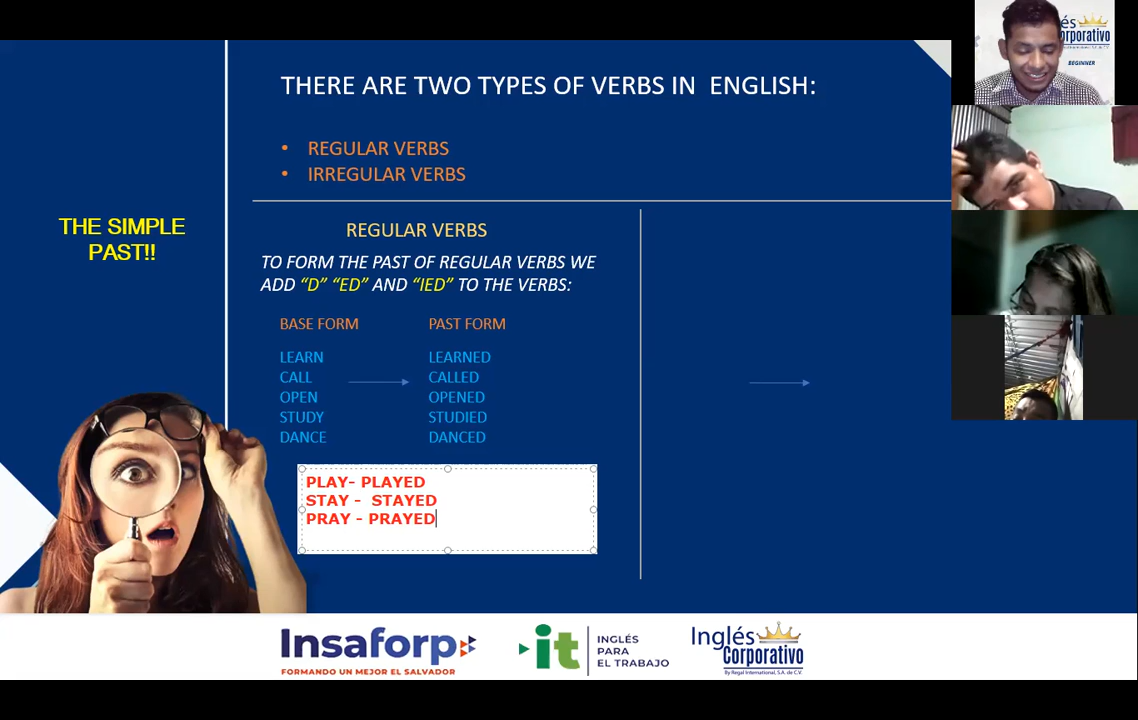 THERE ARE TWO TYPES OF VERBS IN ENGLISH:
• REGULAR VERBS
• IRREGULAR VERBS
THE SIMPLE
PAST!!
REGULAR VERBS
TO FORM THE PAST OF REGULAR VERBS WE
ADD “D” “ED” AND “IED” TO THE VERBS:
BASE FORM PAST FORM
LEARN LEARNED
CALL CALLED
OPEN OPENED
STUDY STUDIED
DANCE DANCED
PLAY- PLAYED
STAY - STAYED
PRAY - PRAYED
Insaforp
FORMANDO UN MEJOR EL SALVADOR
it
INGLÉS
PARA
EL TRABAJO
Inglés
Corporativo
By Regal International, S.A. de C.V.
és
orporativo
BEGINNER